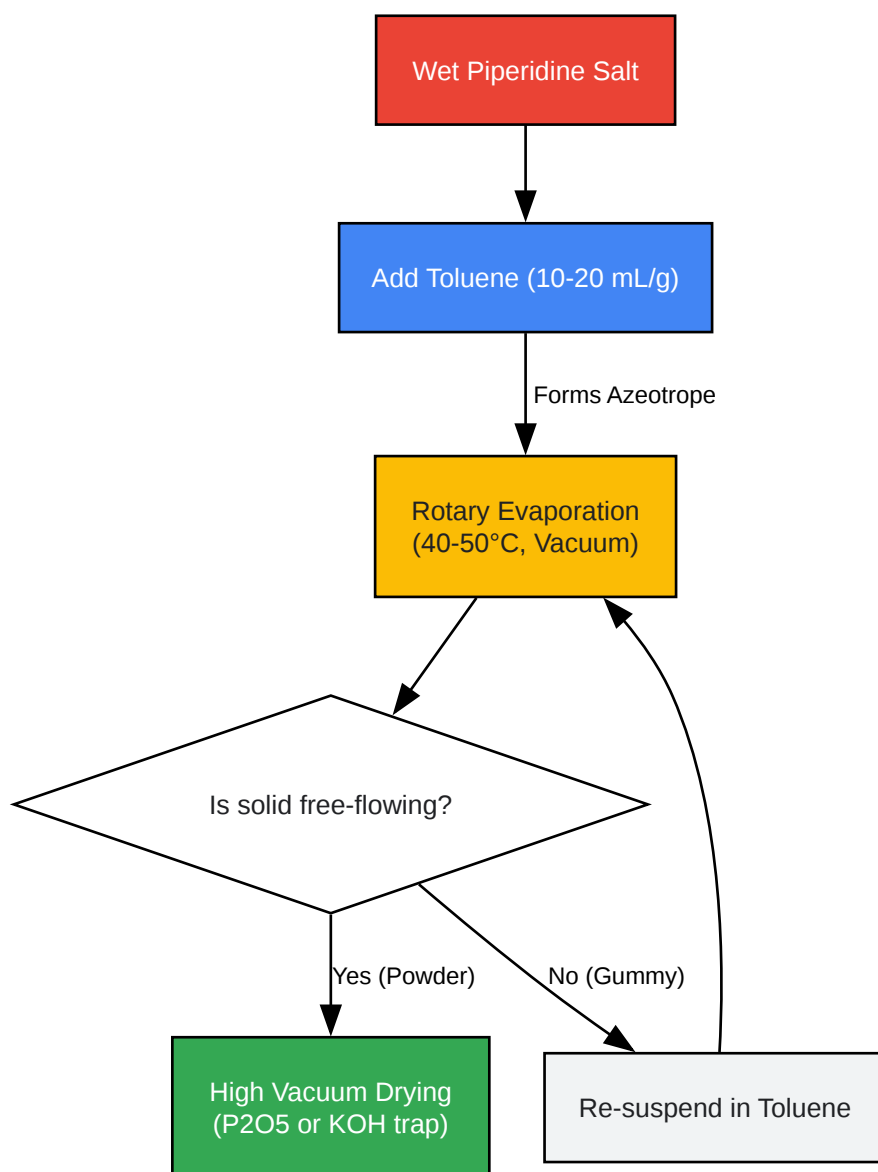 Wet Piperidine Salt
Add Toluene (10-20 mL/g)
Forms Azeotrope
Rotary Evaporation
(40-50°C, Vacuum)
Is solid free-flowing?
Yes (Powder)
No (Gummy)
High Vacuum Drying
(P2O5 or KOH trap)
Re-suspend in Toluene